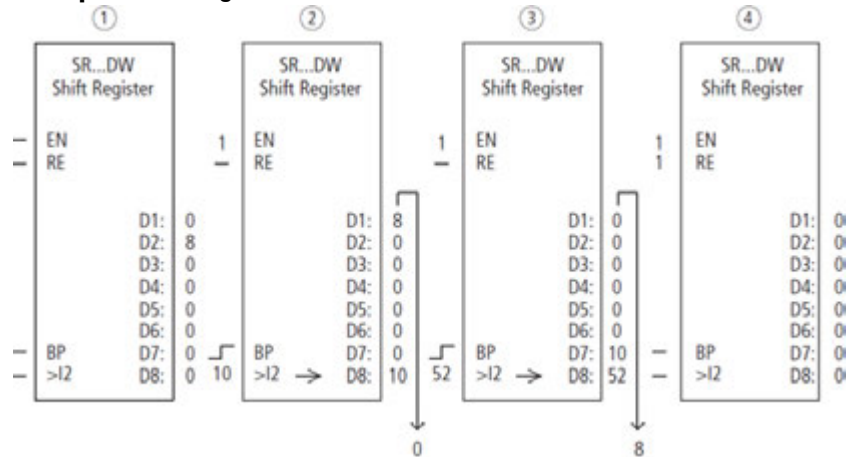 ① ② ③ ④
SR...DW SR...DW SR...DW SR...DW
Shift Register Shift Register Shift Register Shift Register
EN 1 EN 1 EN 1 EN
RE RE RE 1 RE
D1: 0 D1: 8 D1: 0 D1:
D2: 8 D2: 0 D2: 0 D2:
D3: 0 D3: 0 D3: 0 D3:
D4: 0 D4: 0 D4: 0 D4:
D5: 0 D5: 0 D5: 0 D5:
D6: 0 D6: 0 D6: 0 D6:
BP D7: 0 BP D7: 0 BP D7: 10 BP D7:
>I2 D8: 0 10 >I2 → D8: 10 52 >I2 → D8: 52 >I2 D8:
0 8